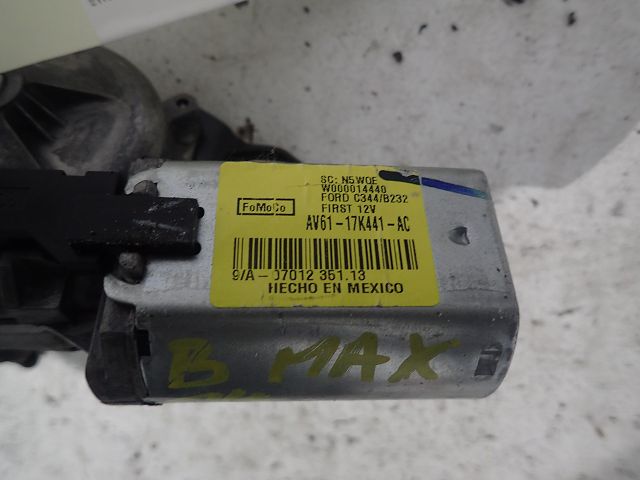 SC: N5WOE
W000014440
FORD C344/B232
FIRST 12V
FoMoCo
AV61-17K441-AC
9/A-07012 351.13
HECHO EN MEXICO
B MAX